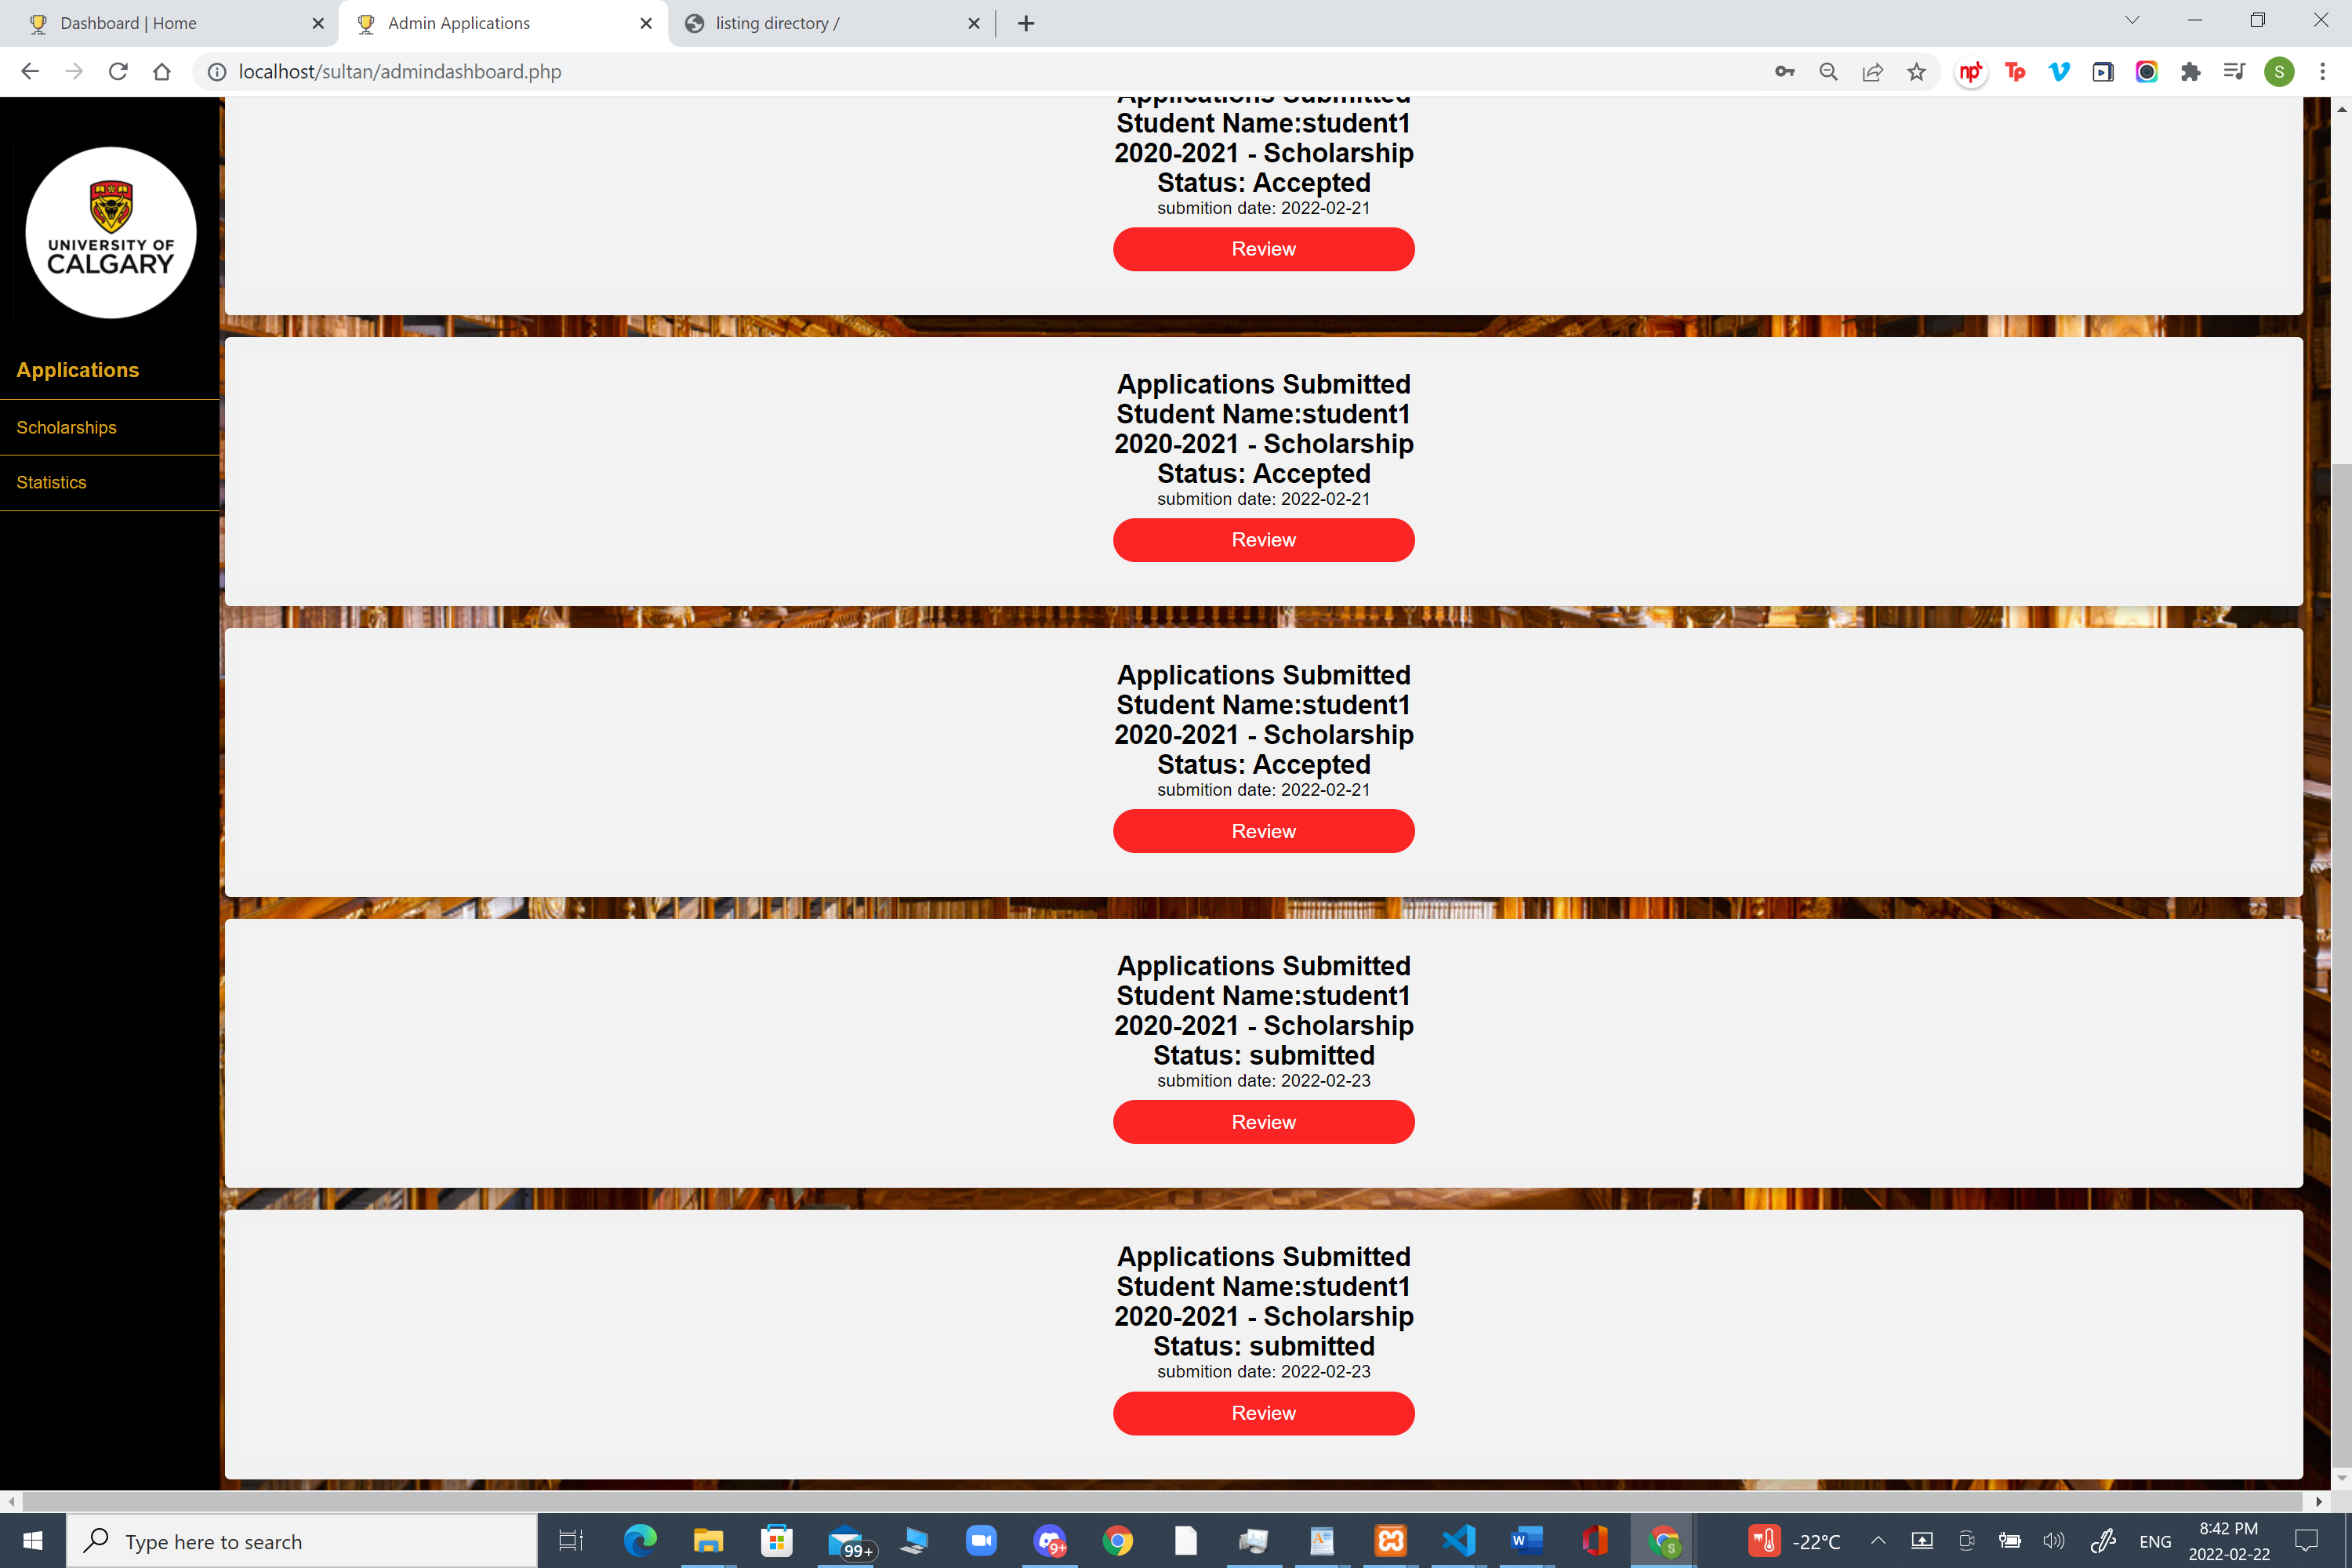 Dashboard | Home
Admin Applications
listing directory /
localhost/sultan/admindashboard.php
np
Tp
S
UNIVERSITY OF
CALGARY
Applications
Scholarships
Statistics
Applications Submitted
Student Name:student1
2020-2021 - Scholarship
Status: Accepted
submition date: 2022-02-21
Review
Applications Submitted
Student Name:student1
2020-2021 - Scholarship
Status: Accepted
submition date: 2022-02-21
Review
Applications Submitted
Student Name:student1
2020-2021 - Scholarship
Status: Accepted
submition date: 2022-02-21
Review
Applications Submitted
Student Name:student1
2020-2021 - Scholarship
Status: submitted
submition date: 2022-02-23
Review
Applications Submitted
Student Name:student1
2020-2021 - Scholarship
Status: submitted
submition date: 2022-02-23
Review
Type here to search
99+
9+
W
S
-22°C
ENG
8:42 PM
2022-02-22